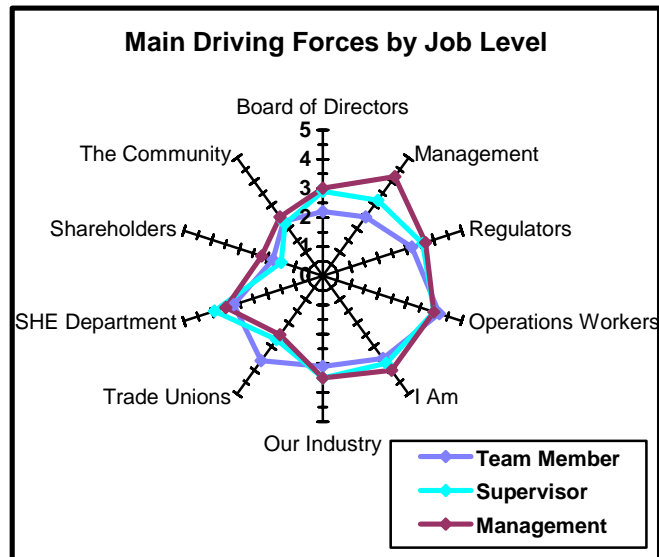 Main Driving Forces by Job Level
Board of Directors
5
The Community
Management
4
3
Shareholders
2
Regulators
1
0
SHE Department
Operations Workers
Trade Unions
I Am
Our Industry
Team Member
Supervisor
Management